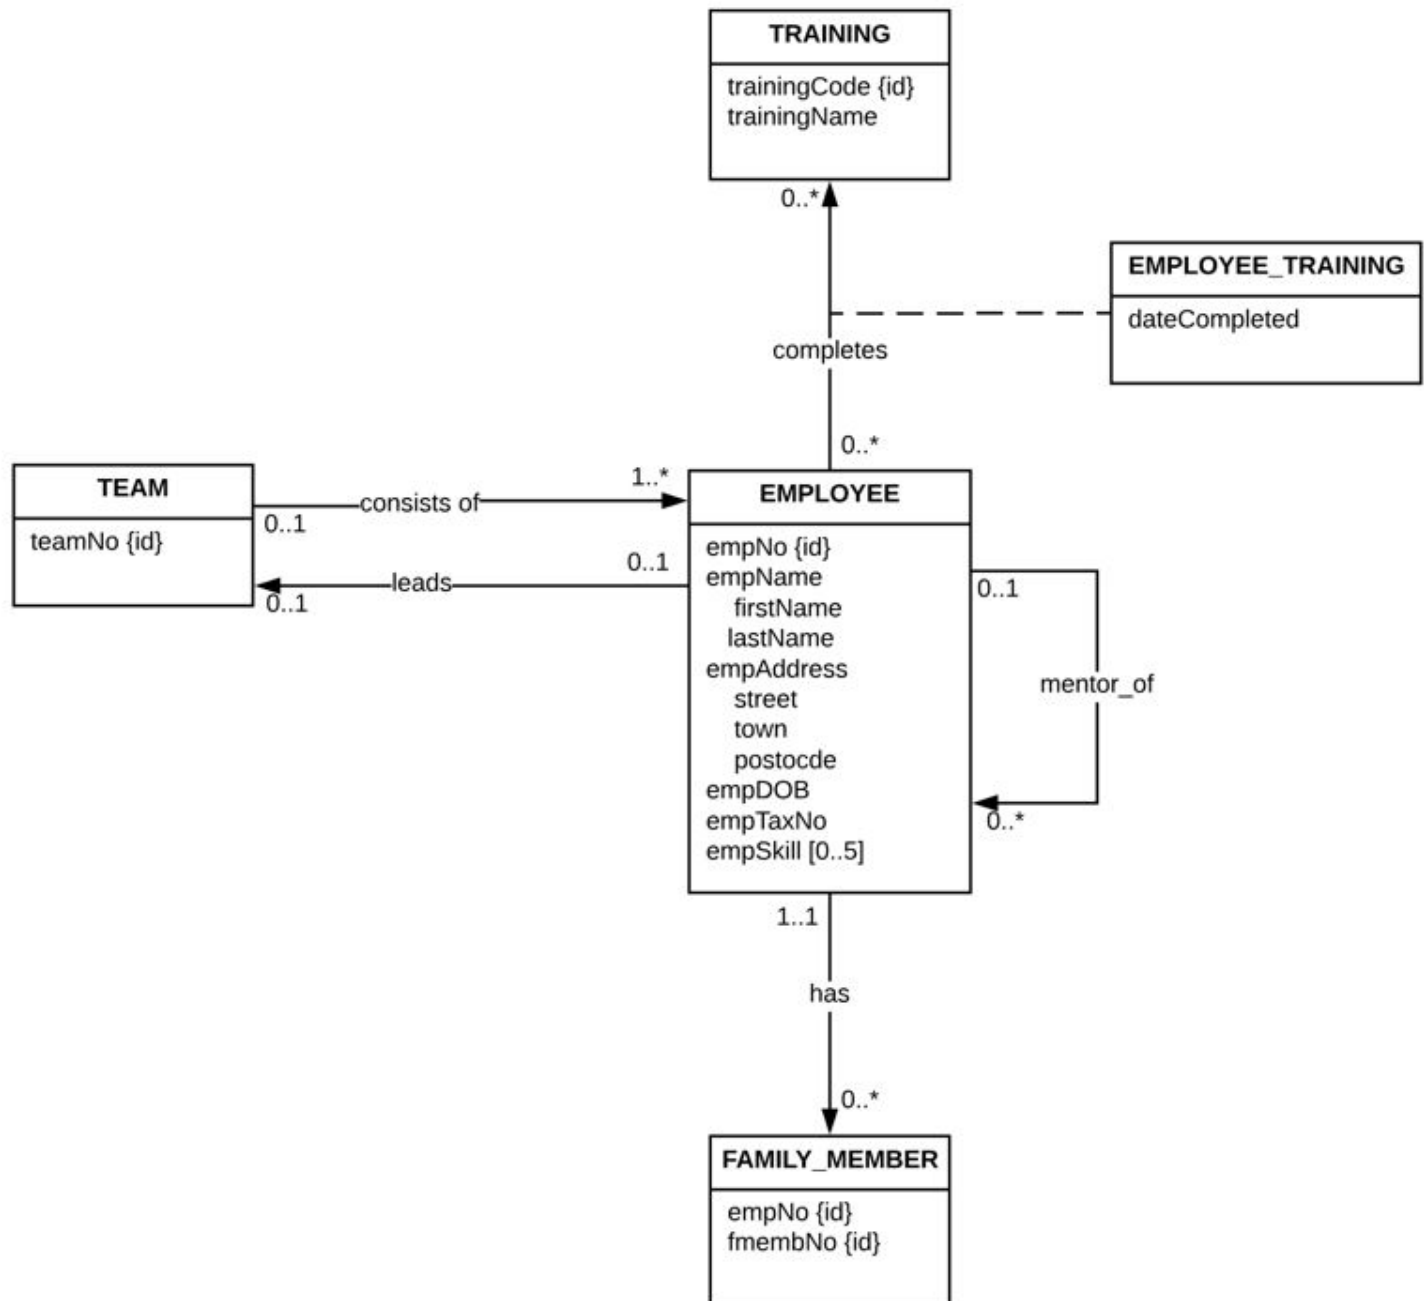 TRAINING
trainingCode {id}
trainingName
0..*
EMPLOYEE_TRAINING
dateCompleted
completes
0..*
TEAM
teamNo {id}
0..1
consists of
1..*
0..1
leads
0..1
EMPLOYEE
empNo {id}
empName
firstName
lastName
empAddress
street
town
postocde
empDOB
empTaxNo
empSkill [0..5]
0..1
mentor_of
0..*
1..1
has
0..*
FAMILY_MEMBER
empNo {id}
fmembNo {id}